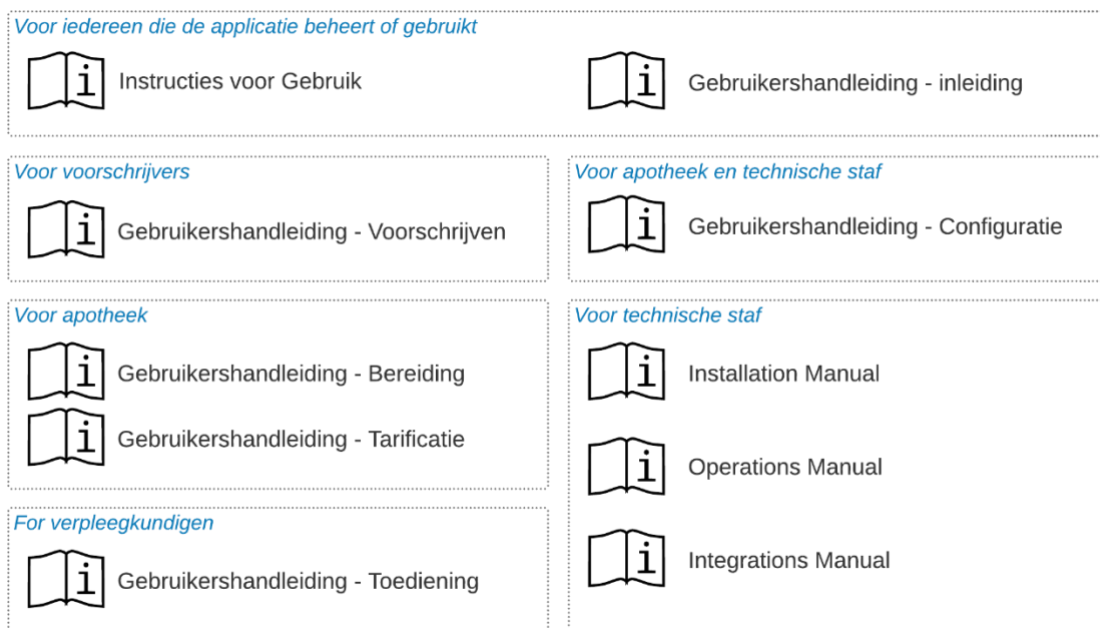 Voor iedereen die de applicatie beheert of gebruikt
Instructies voor Gebruik
Gebruikershandleiding - inleiding
Voor voorschrijvers
Gebruikershandleiding - Voorschrijven
Voor apotheek en technische staf
Gebruikershandleiding - Configuratie
Voor apotheek
Gebruikershandleiding - Bereiding
Gebruikershandleiding - Tarificatie
For verpleegkundigen
Gebruikershandleiding - Toediening
Voor technische staf
Installation Manual
Operations Manual
Integrations Manual